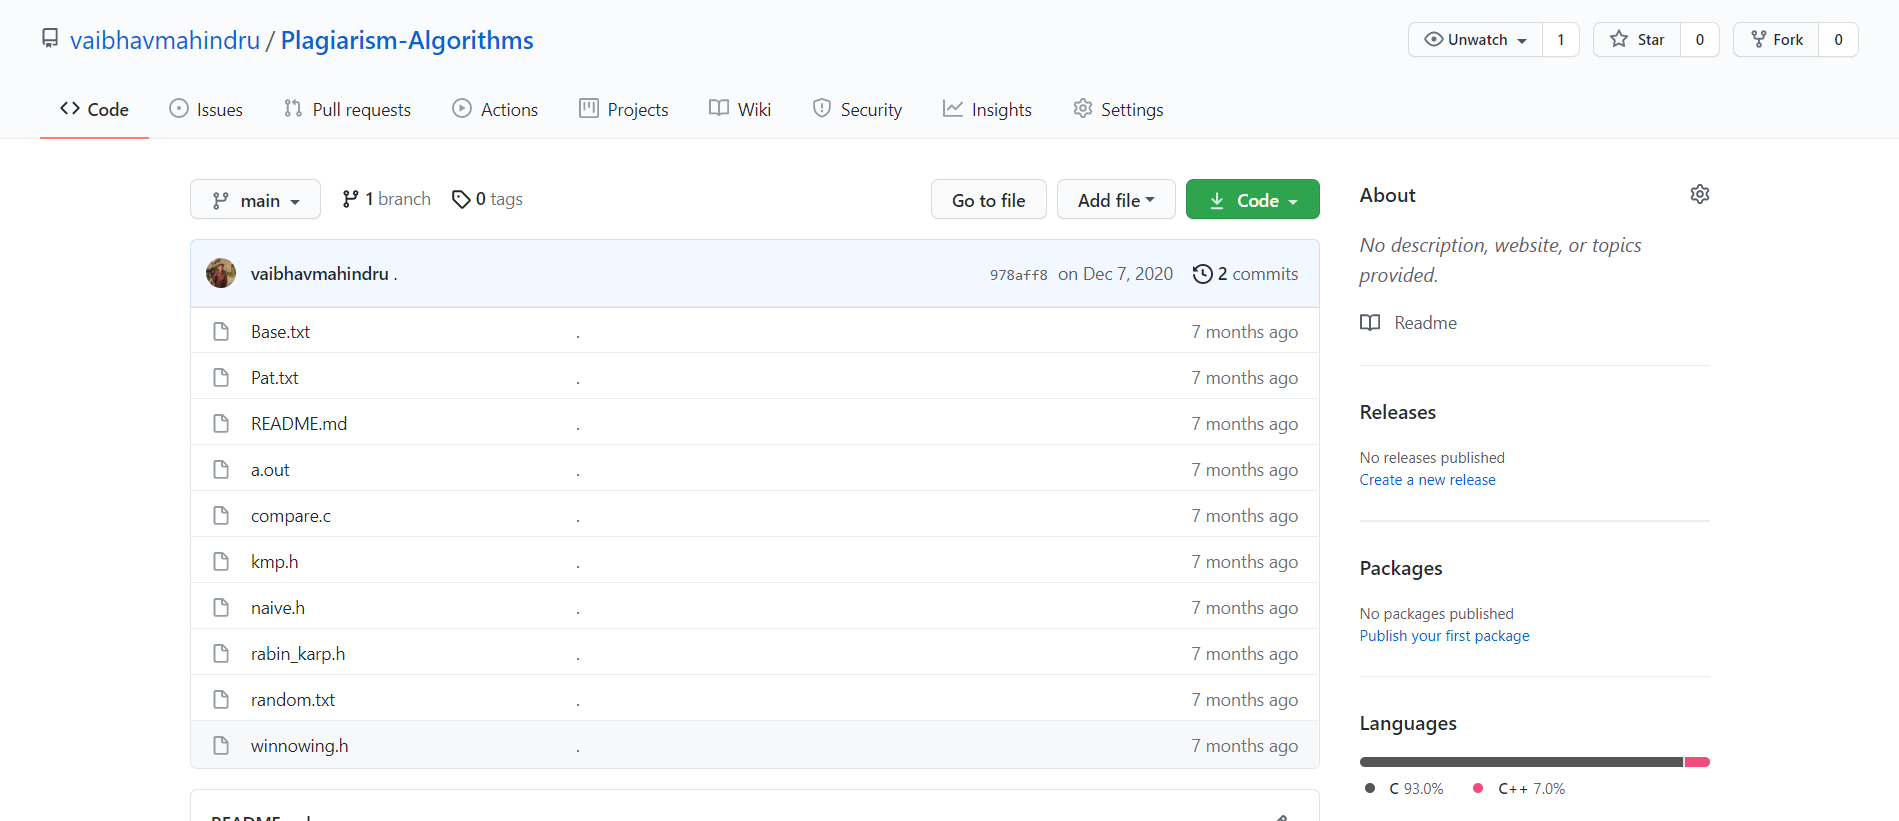 vaibhavmahindru / Plagiarism-Algorithms
Unwatch 1 Star 0 Fork 0
Code Issues Pull requests Actions Projects Wiki Security Insights Settings
main 1 branch 0 tags Go to file Add file Code
vaibhavmahindru . 978aff8 on Dec 7, 2020 2 commits
Base.txt . 7 months ago
Pat.txt . 7 months ago
README.md . 7 months ago
a.out . 7 months ago
compare.c . 7 months ago
kmp.h . 7 months ago
naive.h . 7 months ago
rabin_karp.h . 7 months ago
random.txt . 7 months ago
winnowing.h . 7 months ago
About
No description, website, or topics
provided.
Readme
Releases
No releases published
Create a new release
Packages
No packages published
Publish your first package
Languages
C 93.0% C++ 7.0%